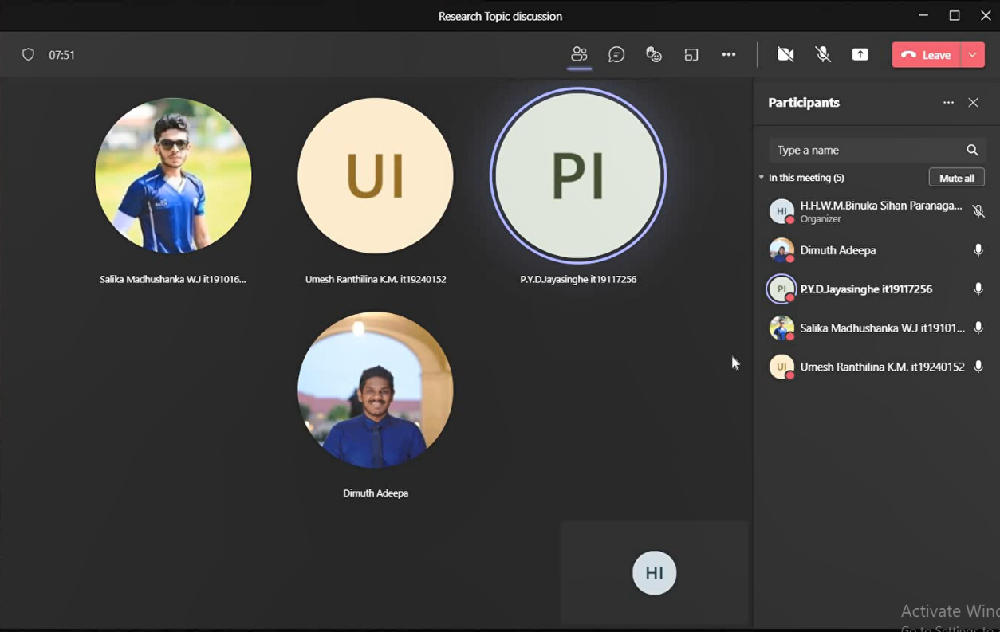 Research Topic discussion
07:51
Leave
Participants
Type a name
In this meeting (5)
Mute all
HI
H.H.W.M.Binuka Sihan Paranaga...
Organizer
Dimuth Adeepa
PI
P.Y.D.Jayasinghe it19117256
Salika Madhushanka W.J it19101...
UI
Umesh Ranthilina K.M. it19240152
UI
PI
Salika Madhushanka W.J it191016...
Umesh Ranthilina K.M. it19240152
P.Y.D.Jayasinghe it19117256
Dimuth Adeepa
HI
Activate Wind
Go to Settings to